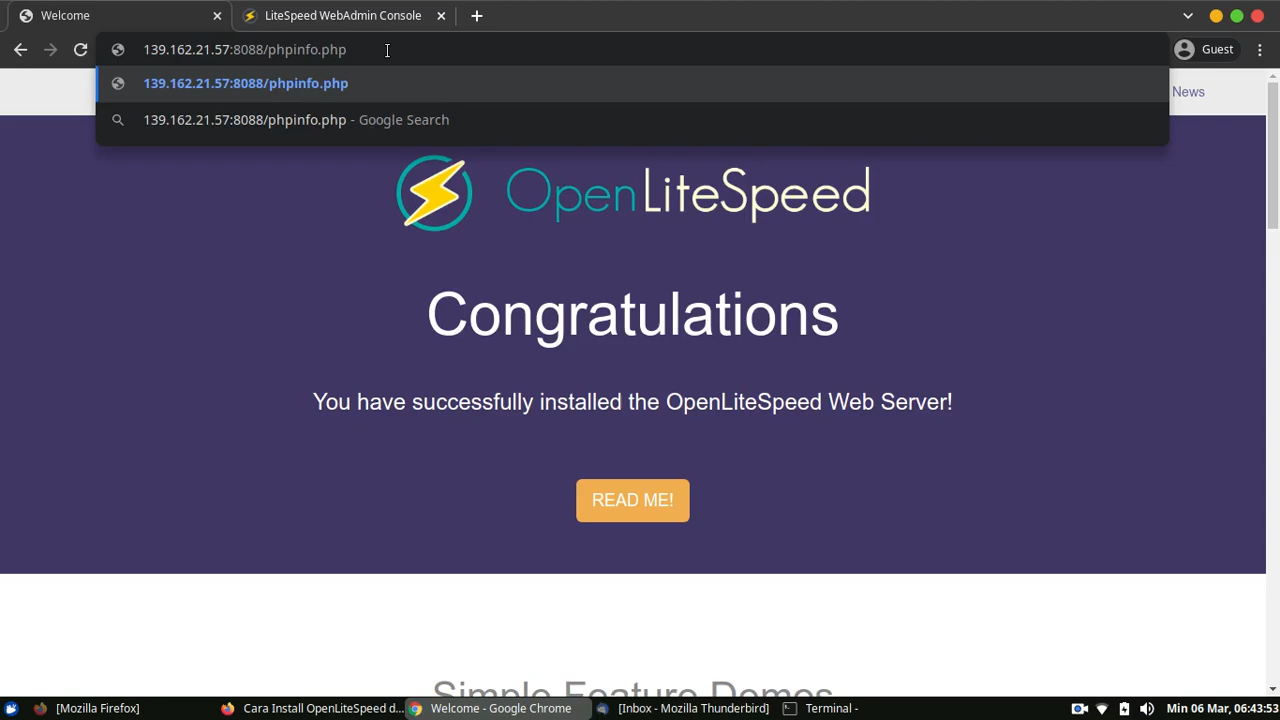 Welcome
LiteSpeed WebAdmin Console
139.162.21.57:8088/phpinfo.php
Guest
139.162.21.57:8088/phpinfo.php
News
139.162.21.57:8088/phpinfo.php - Google Search
OpenLiteSpeed
Congratulations
You have successfully installed the OpenLiteSpeed Web Server!
READ ME!
Simple Feature Demos
[Mozilla Firefox]
Cara Install OpenLiteSpeed d...
Welcome - Google Chrome
[Inbox - Mozilla Thunderbird]
Terminal -
Min 06 Mar, 06:43:53